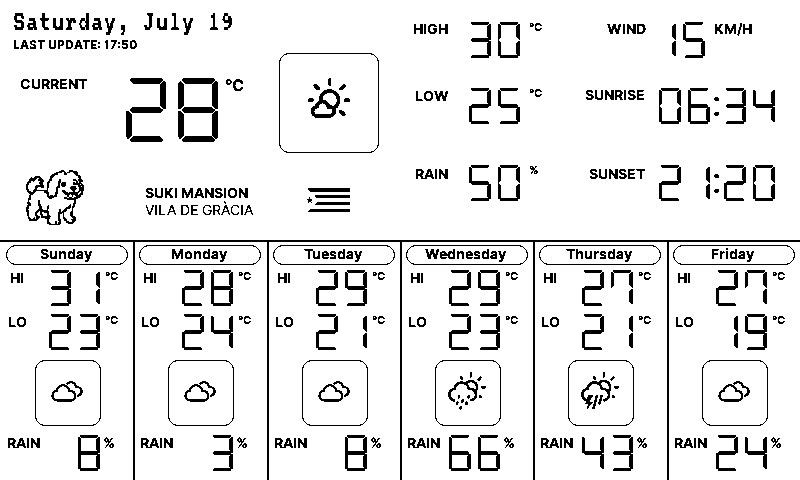 Saturday, July 19
LAST UPDATE: 17:50
CURRENT 28 °C
HIGH 30 °C
WIND 15 KM/H
LOW 25 °C
SUNRISE 06:34
RAIN 50 %
SUNSET 21:20
SUKI MANSION
VILA DE GRÀCIA
Sunday
HI 31 °C
LO 23 °C
RAIN 8 %
Monday
HI 28 °C
LO 24 °C
RAIN 3 %
Tuesday
HI 29 °C
LO 21 °C
RAIN 8 %
Wednesday
HI 29 °C
LO 23 °C
RAIN 66 %
Thursday
HI 27 °C
LO 21 °C
RAIN 43 %
Friday
HI 27 °C
LO 19 °C
RAIN 24 %